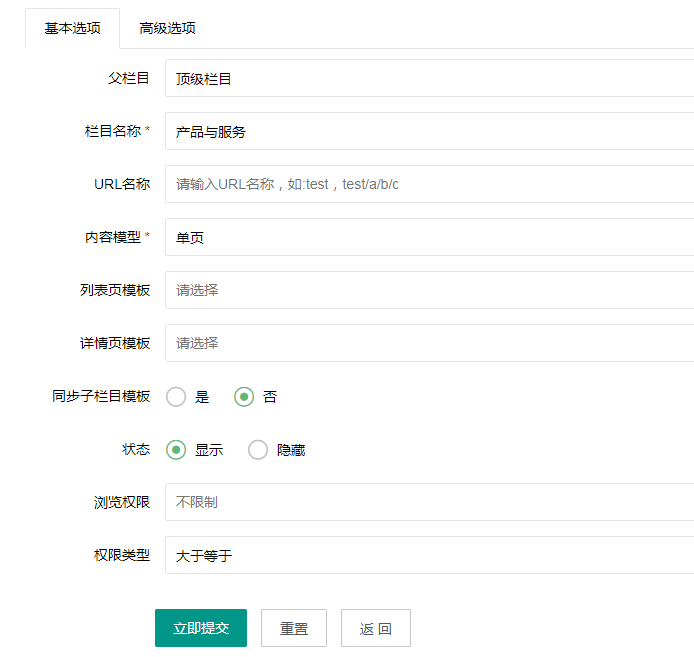 基本选项 高级选项
父栏目 顶级栏目
栏目名称 * 产品与服务
URL名称 请输入URL名称，如:test，test/a/b/c
内容模型 * 单页
列表页模板 请选择
详情页模板 请选择
同步子栏目模板 是 否
状态 显示 隐藏
浏览权限 不限制
权限类型 大于等于
立即提交 重置 返 回